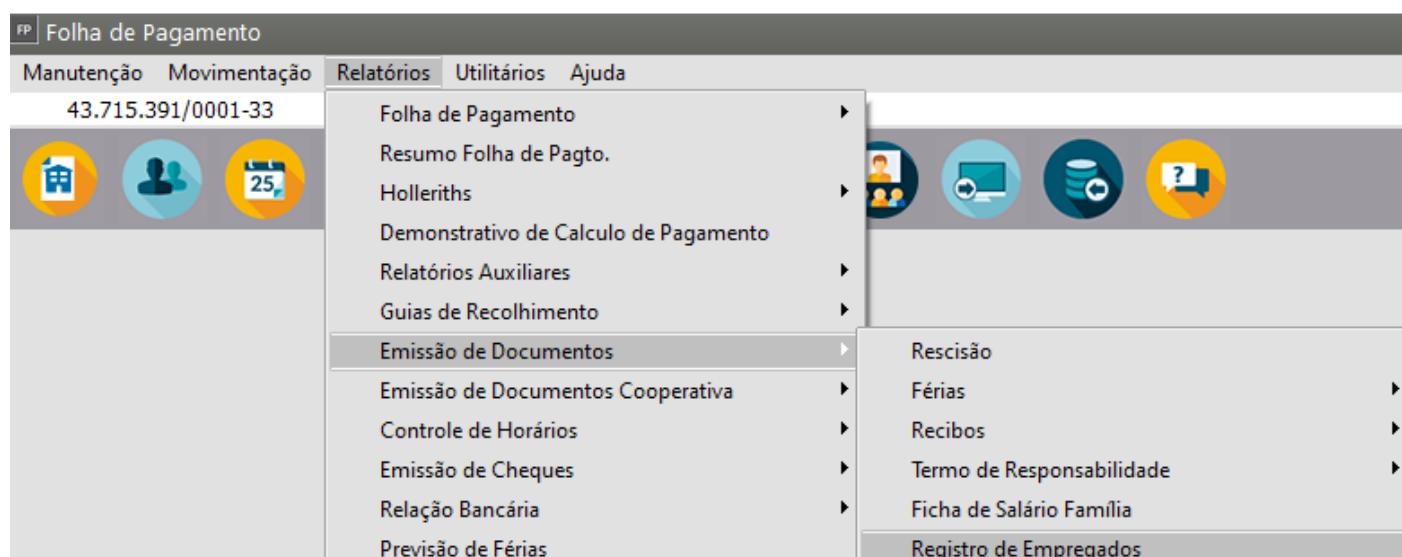 FP Folha de Pagamento
Manutenção Movimentação Relatórios Utilitários Ajuda
43.715.391/0001-33
25
?
Folha de Pagamento
Resumo Folha de Pagto.
Holleriths
Demonstrativo de Calculo de Pagamento
Relatórios Auxiliares
Guias de Recolhimento
Emissão de Documentos
Emissão de Documentos Cooperativa
Controle de Horários
Emissão de Cheques
Relação Bancária
Previsão de Férias
Rescisão
Férias
Recibos
Termo de Responsabilidade
Ficha de Salário Família
Registro de Empregados